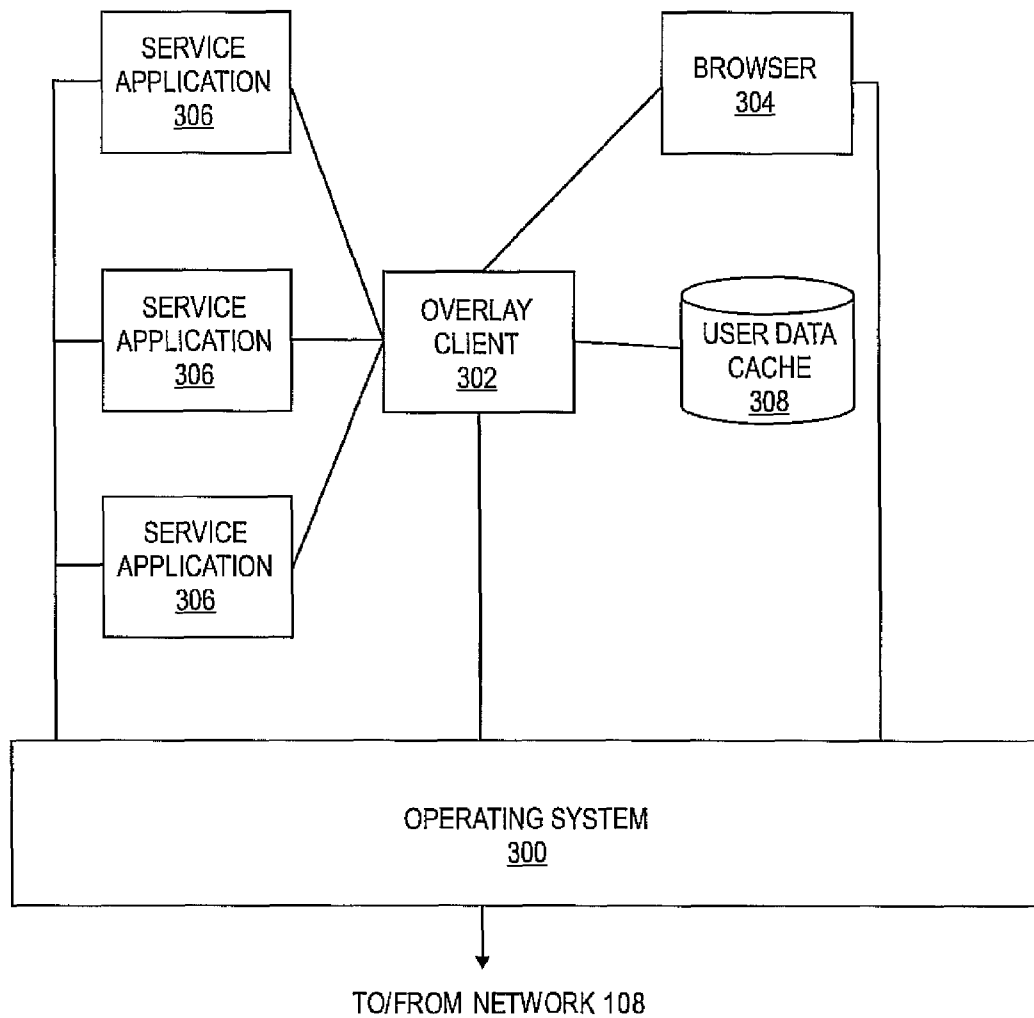 SERVICE
APPLICATION
306
BROWSER
304
SERVICE
APPLICATION
306
OVERLAY
CLIENT
302
USER DATA
CACHE
308
SERVICE
APPLICATION
306
OPERATING SYSTEM
300
TO/FROM NETWORK 108